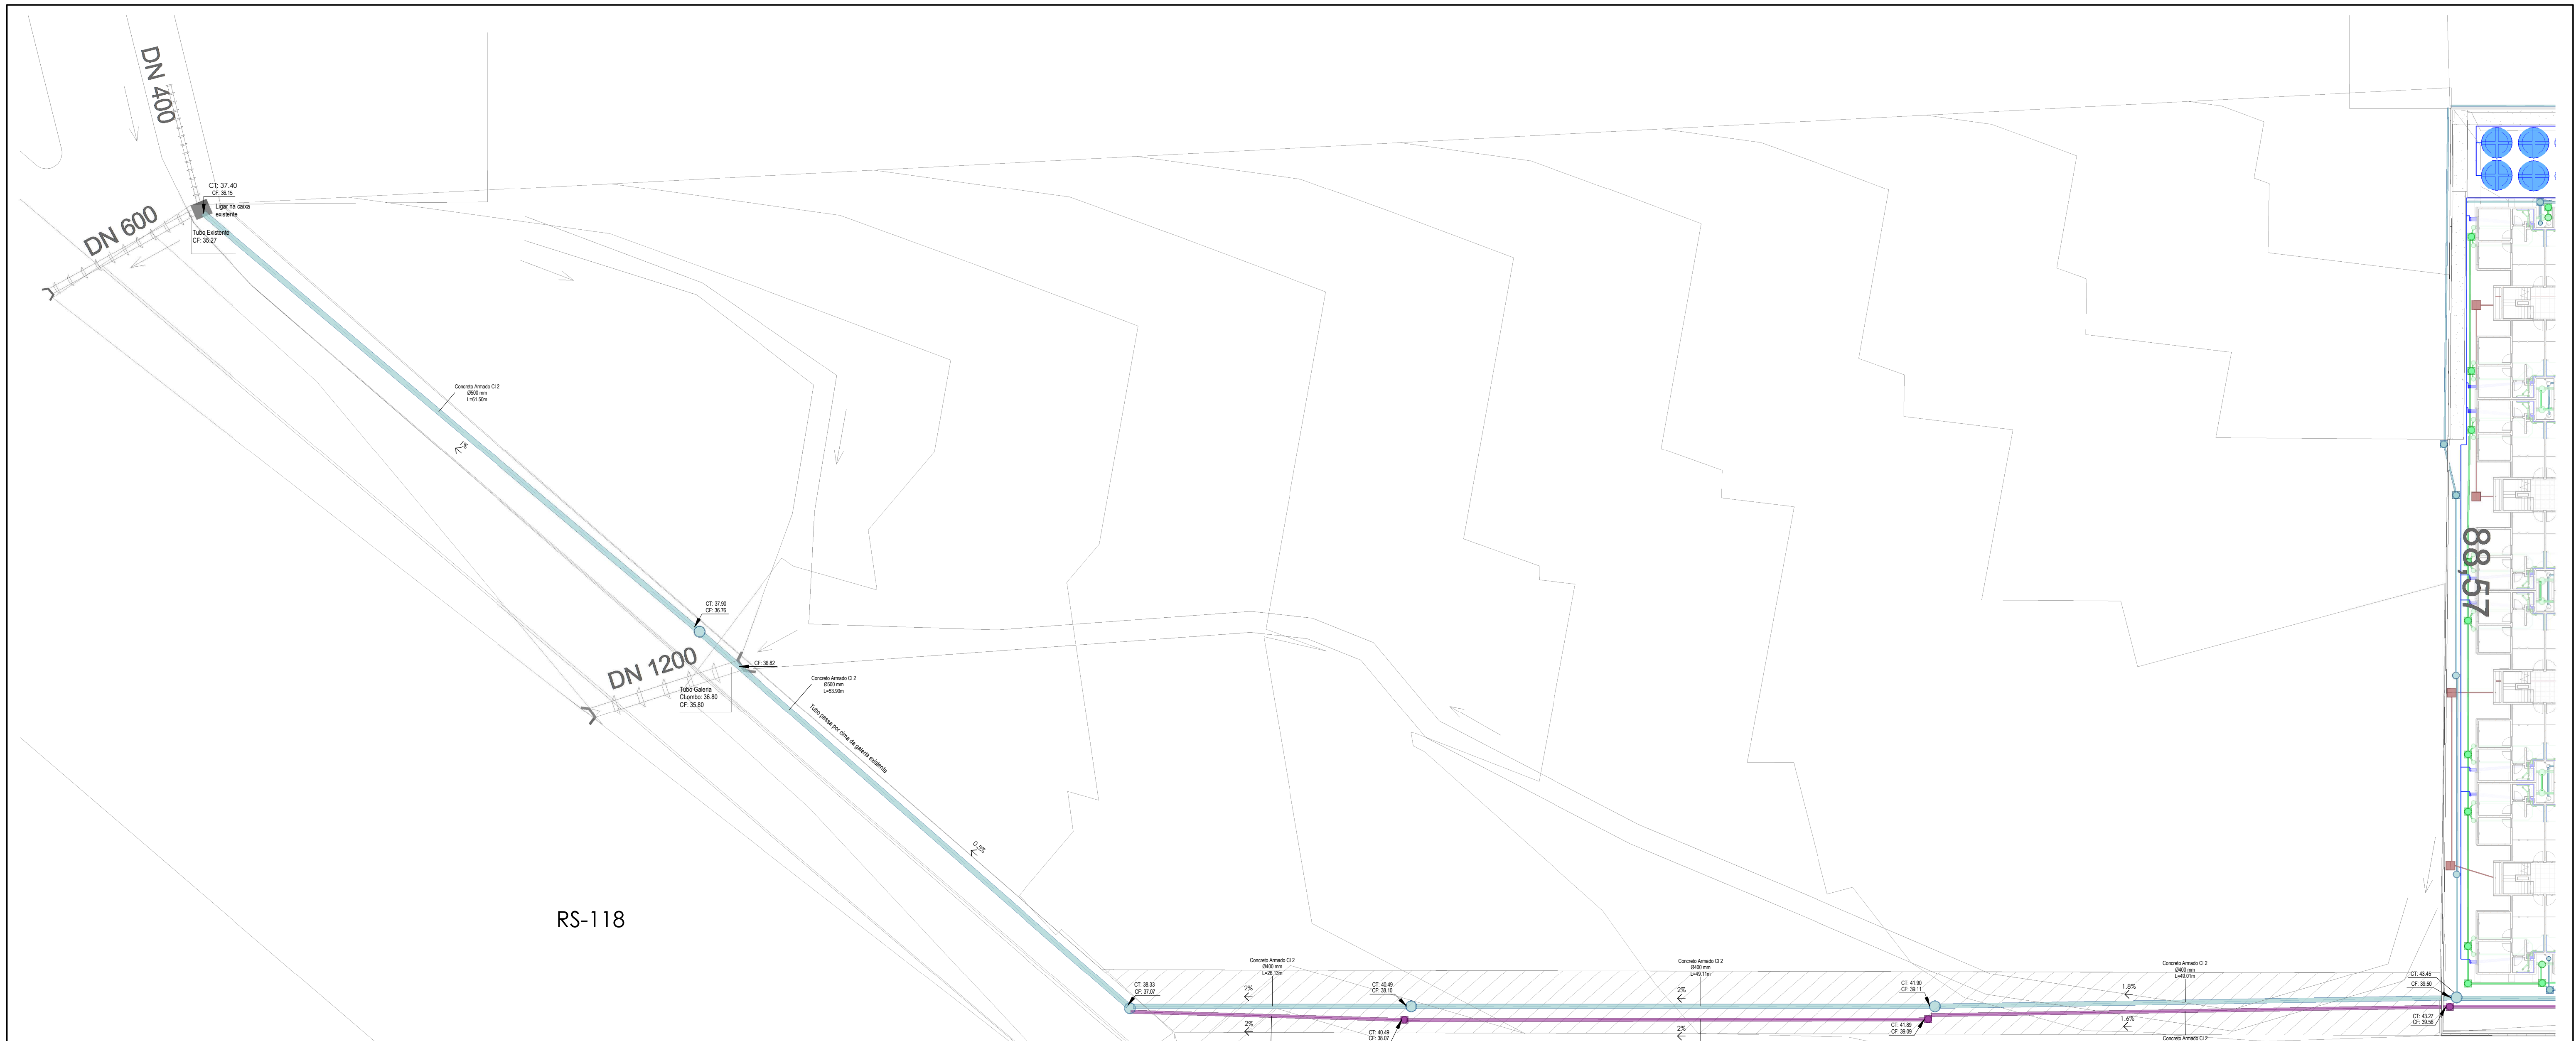 DN 400
CT: 37.40
CF: 36.15
Ligar na caixa
existente
DN 600
Tubo Existente
CF: 35.27
Concreto Armado Cl 2
Ø500 mm
L=61.50m
1%
88,57
CT: 37.90
CF: 36.76
DN 1200
CF: 36.82
Tubo Galeria
CLombo: 36.80
CF: 35.80
Concreto Armado Cl 2
Ø500 mm
L=53.90m
Tubo passa por cima da galeria existente
0.5%
RS-118
Concreto Armado Cl 2
Ø400 mm
L=26.13m
Concreto Armado Cl 2
Ø400 mm
L=49.11m
Concreto Armado Cl 2
Ø400 mm
L=49.01m
CT: 38.33
CF: 37.07
2%
CT: 40.49
CF: 38.10
2%
CT: 41.90
CF: 39.11
1.8%
CT: 43.45
CF: 39.50
2%
CT: 40.49
CF: 38.07
2%
CT: 41.89
CF: 39.09
1.6%
CT: 43.27
CF: 39.56
Concreto Armado Cl 2